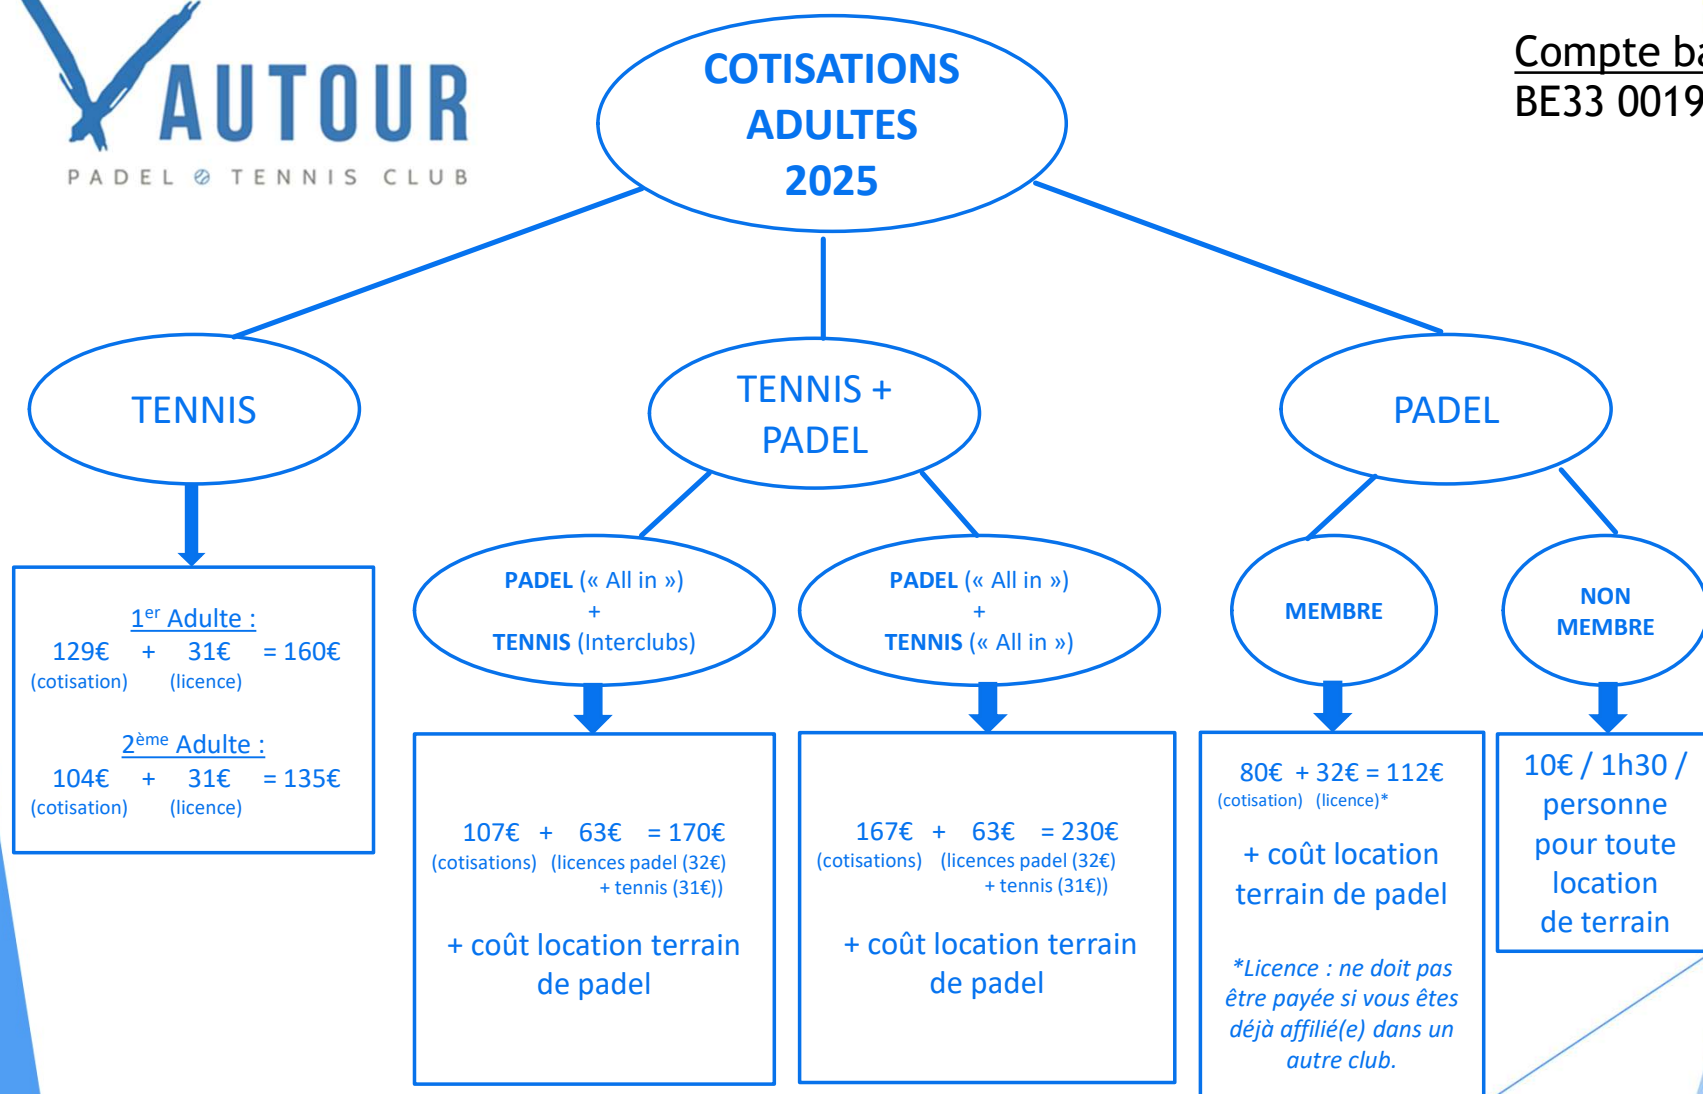 VAUTOUR
PADEL TENNIS CLUB
COTISATIONS
ADULTES
2025
Compte
BE33 0019
TENNIS
TENNIS +
PADEL
PADEL
1er Adulte :
129€ + 31€ = 160€
(cotisation) (licence)
2ème Adulte :
104€ + 31€ = 135€
(cotisation) (licence)
PADEL (« All in »)
+
TENNIS (Interclubs)
107€ + 63€ = 170€
(cotisations) (licences padel (32€)
+ tennis (31€))
+ coût location terrain
de padel
PADEL (« All in »)
+
TENNIS (« All in »)
167€ + 63€ = 230€
(cotisations) (licences padel (32€)
+ tennis (31€))
+ coût location terrain
de padel
MEMBRE
80€ + 32€ = 112€
(cotisation) (licence)*
+ coût location
terrain de padel
*Licence : ne doit pas
être payée si vous êtes
déjà affilié(e) dans un
autre club.
NON
MEMBRE
10€ / 1h30 /
personne
pour toute
location
de terrain